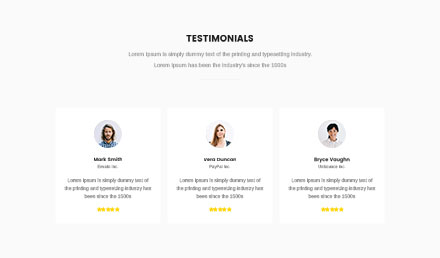 TESTIMONIALS
Lorem Ipsum is simply dummy text of the printing and typesetting industry.
Lorem Ipsum has been the industry's since the 1500s
Mark Smith
Envato Inc.
Lorem Ipsum is simply dummy text of
the printing and typesetting industry has
been since the 1500s
Vera Duncan
PayPal Inc.
Lorem Ipsum is simply dummy text of
the printing and typesetting industry has
been since the 1500s
Bryce Vaughn
Inc.
Lorem Ipsum is simply dummy text of
the printing and typesetting industry has
been since the 1500s